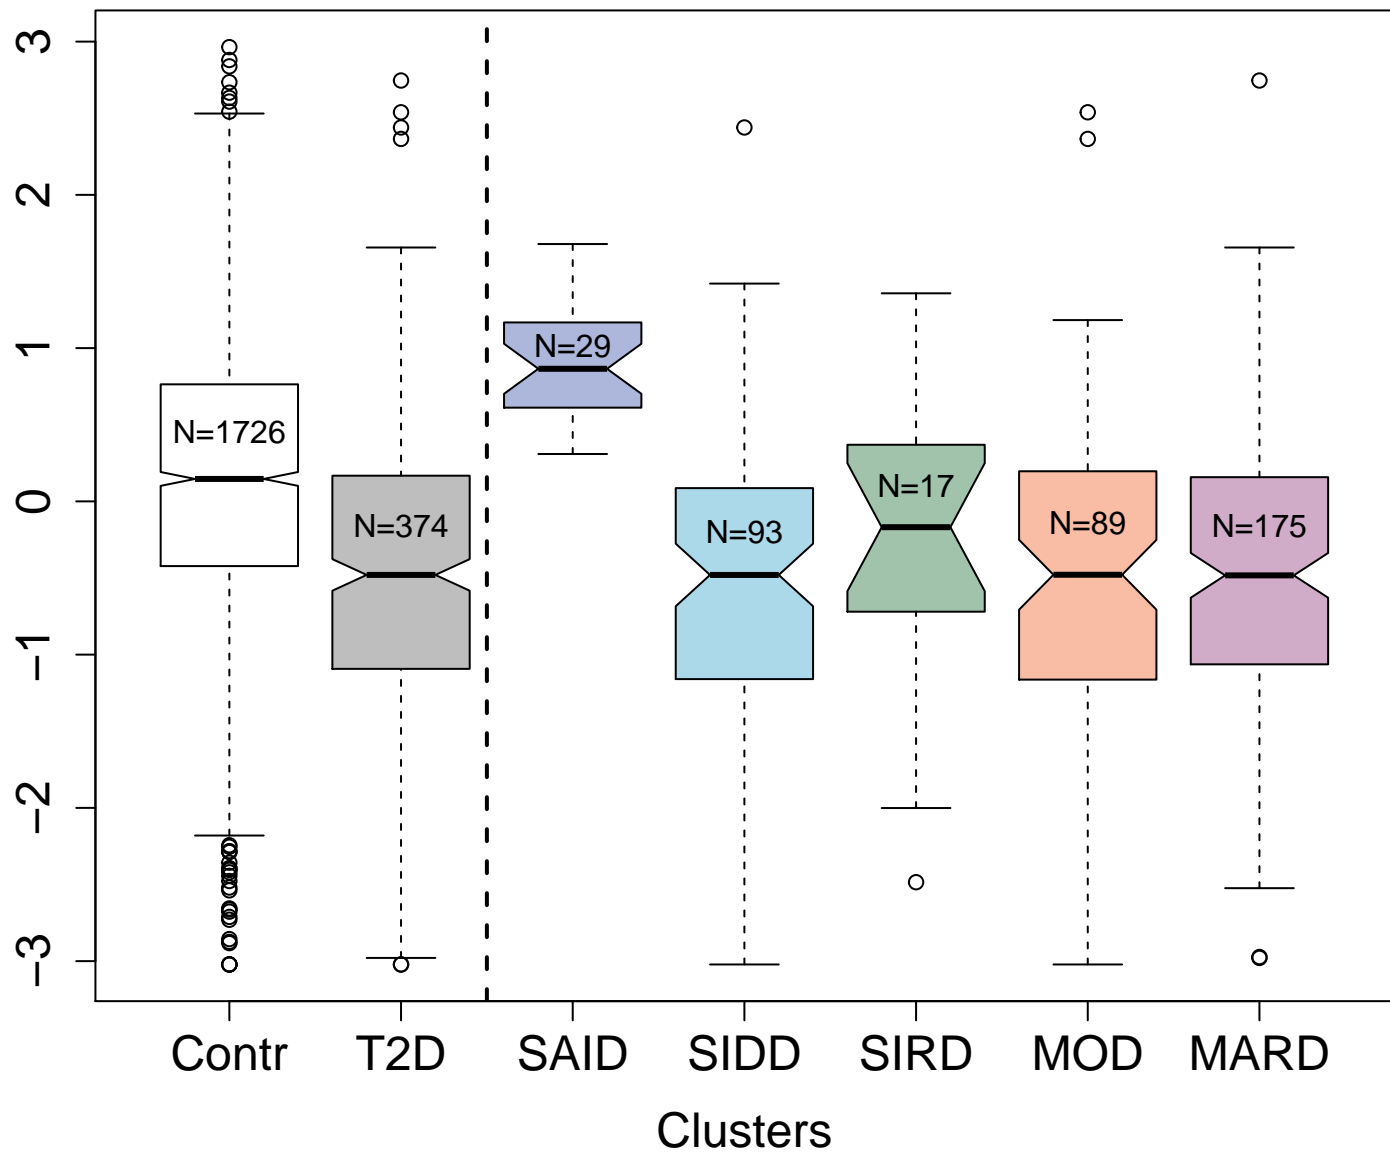 3
2
1
0
−1
−2
−3
N=1726
N=374
N=29
N=93
N=17
N=89
N=175
Contr T2D SAID SIDD SIRD MOD MARD
Clusters